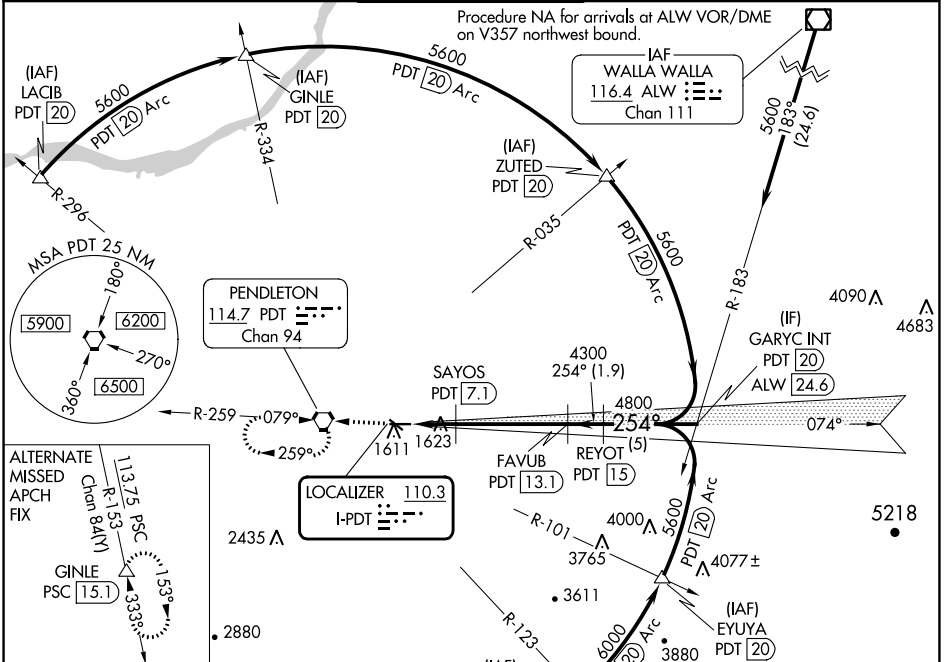 Procedure NA for arrivals at ALW VOR/DME
on V357 northwest bound.
IAF
WALLA WALLA
116.4 ALW
Chan 111
5600
183°
(24.6)
(IAF)
LACIB
PDT 20
5600
PDT 20 Arc
(IAF)
GINLE
PDT 20
5600
PDT 20 Arc
R-334
R-296
(IAF)
ZUTED
PDT 20
R-035
5600
PDT 20 Arc
R-183
MSA PDT 25 NM
180°
5900
6200
270°
360°
6500
PENDLETON
114.7 PDT
Chan 94
4090
4683
(IF)
GARYC INT
PDT 20
ALW 24.6
SAYOS
PDT 7.1
4300
254° (1.9)
4800
254°
(5)
074°
R-259
079°
259°
1611
1623
FAVUB
PDT 13.1
REYOT
PDT 15
LOCALIZER 110.3
I-PDT
ALTERNATE
MISSED
APCH
FIX
113.75 PSC
R-153
Chan 84(Y)
GINLE
PSC 15.1
153°
333°
2435
2880
R-101
4000
3765
5600
PDT 20 Arc
4077±
5218
3611
R-123
(IAF)
EYUYA
PDT 20
6000
20 Arc
3880
(IAF)